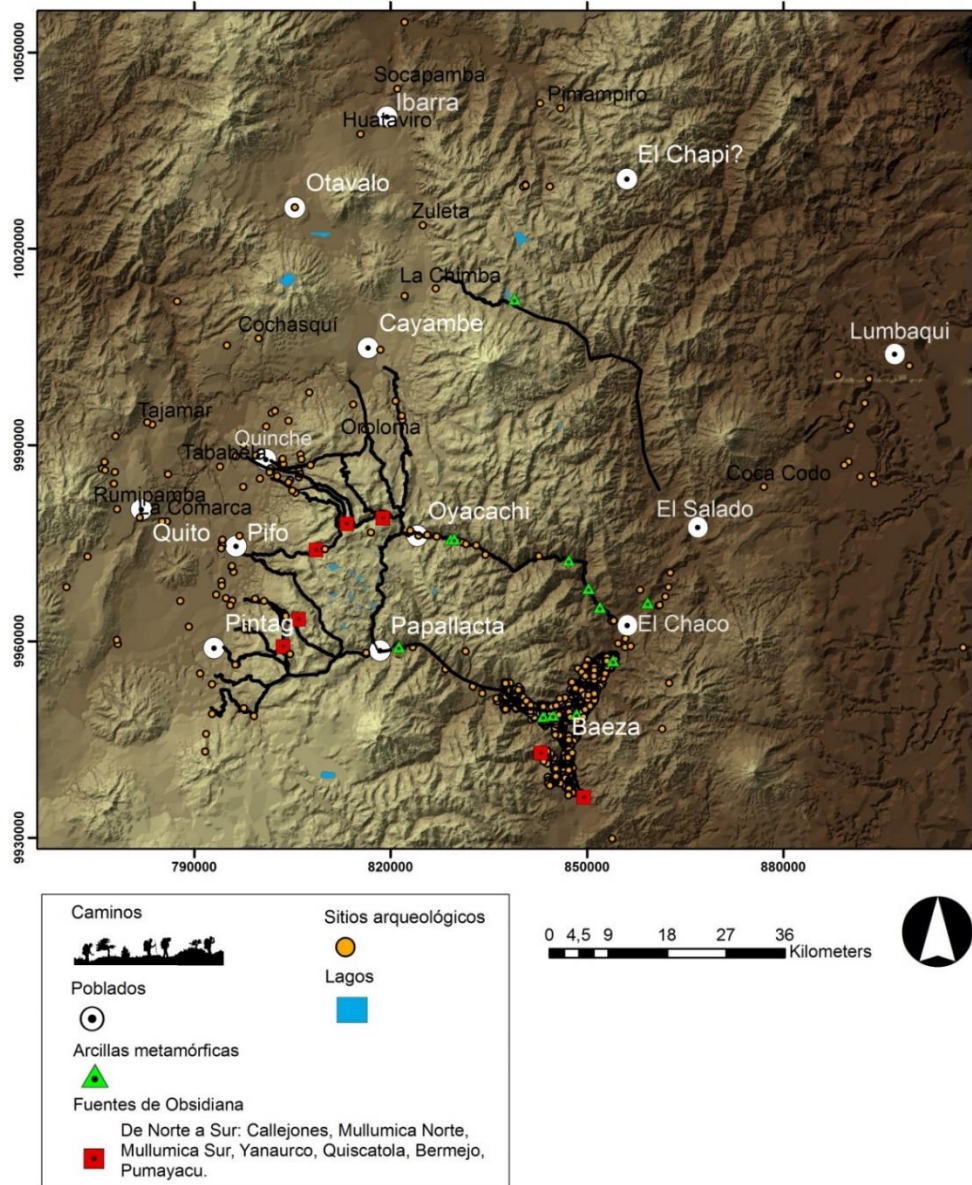 10050000
Socapamba
Ibarra
Pimampiro
Huataviro
El Chapi?
Otavalo
Zuleta
10020000
La Chimba
Cochasquí
Cayambe
Lumbaqui
Tajamar
Oroloma
9990000
Quinche
Tababela
Coca Codo
Rumipamba
La Comarca
El Salado
Quito
Pifo
Oyacachi
Pintag
Papallacta
El Chaco
9960000
Baeza
9930000
790000 820000 850000 880000
Caminos
Sitios arqueológicos
Poblados
Lagos
Arcillas metamórficas
Fuentes de Obsidiana
De Norte a Sur: Callejones, Mullumica Norte,
Mullumica Sur, Yanaurco, Quiscatola, Bermejo,
Pumayacu.
0 4,5 9 18 27 36
Kilometers